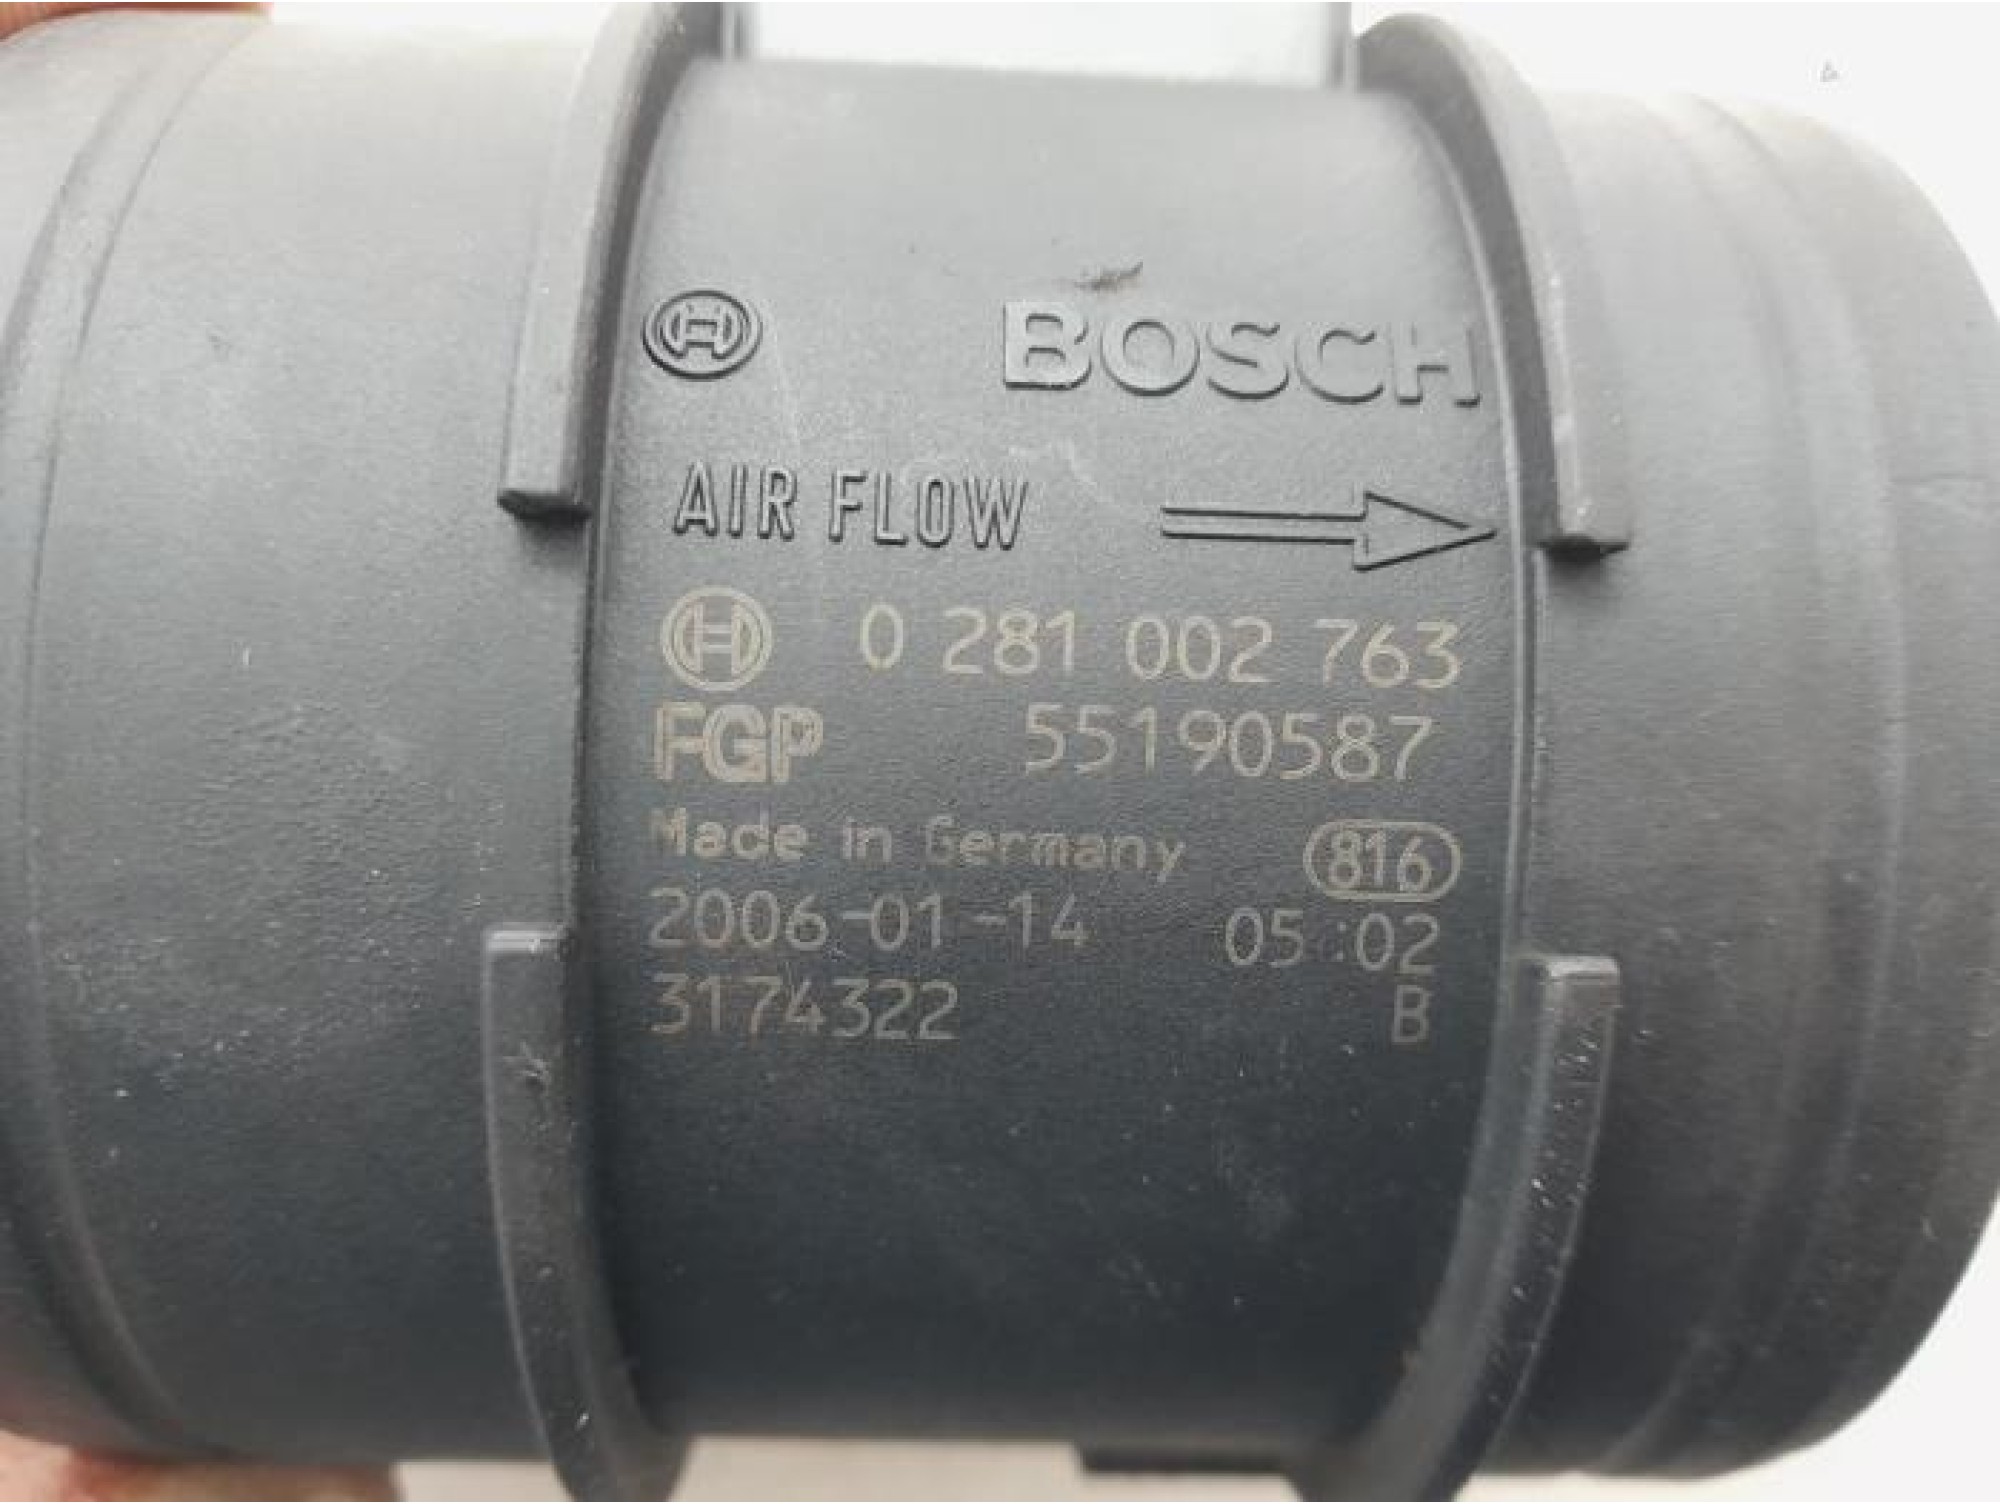 BOSCH
AIR FLOW
0 281 002 763
FGP 55190587
Made in Germany 816
2006-01-14 05:02
3174322 B